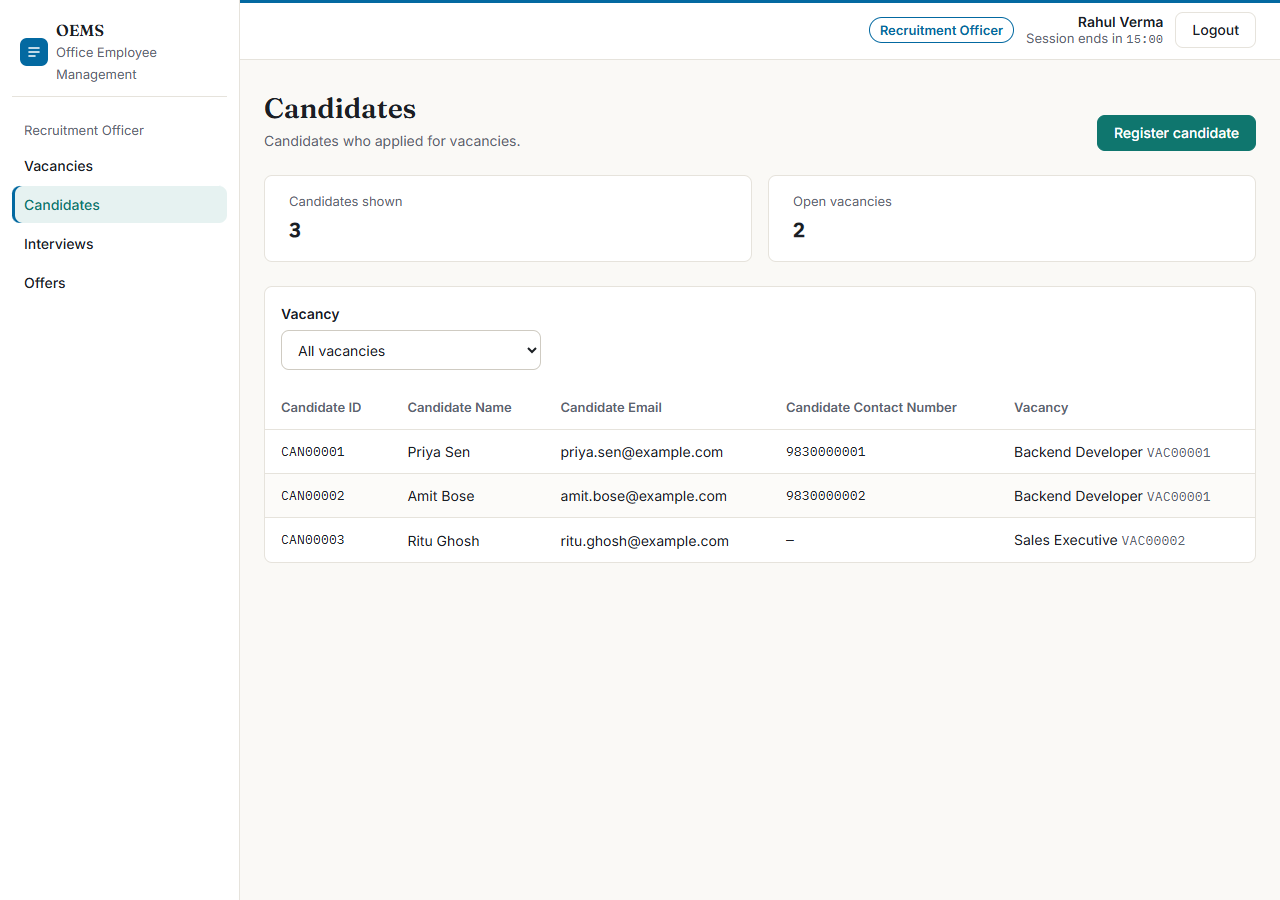 OEMS
Office Employee
Management
Recruitment Officer
Vacancies
Candidates
Interviews
Offers
Recruitment Officer
Rahul Verma
Session ends in 15:00
Logout
Candidates
Candidates who applied for vacancies.
Register candidate
Candidates shown
3
Open vacancies
2
Vacancy
All vacancies
Candidate ID Candidate Name Candidate Email Candidate Contact Number Vacancy
CAN00001 Priya Sen priya.sen@example.com 9830000001 Backend Developer VAC00001
CAN00002 Amit Bose amit.bose@example.com 9830000002 Backend Developer VAC00001
CAN00003 Ritu Ghosh ritu.ghosh@example.com — Sales Executive VAC00002